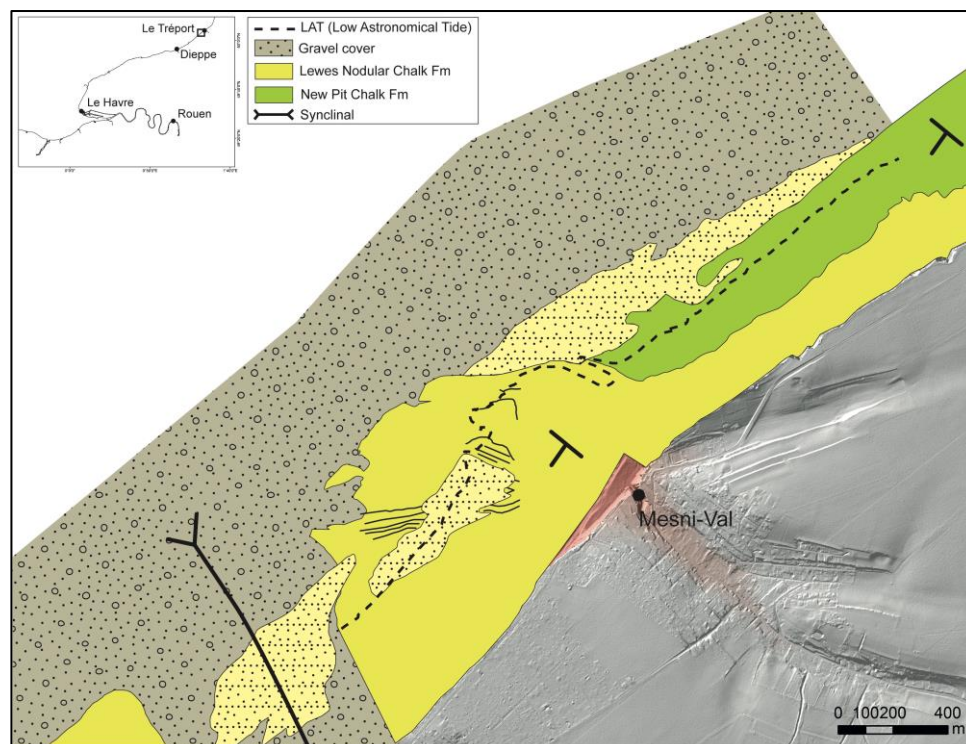 Le Tréport
Dieppe
Le Havre
Rouen
LAT (Low Astronomical Tide)
Gravel cover
Lewes Nodular Chalk Fm
New Pit Chalk Fm
Synclinal
Mesni-Val
0 100200 400
m